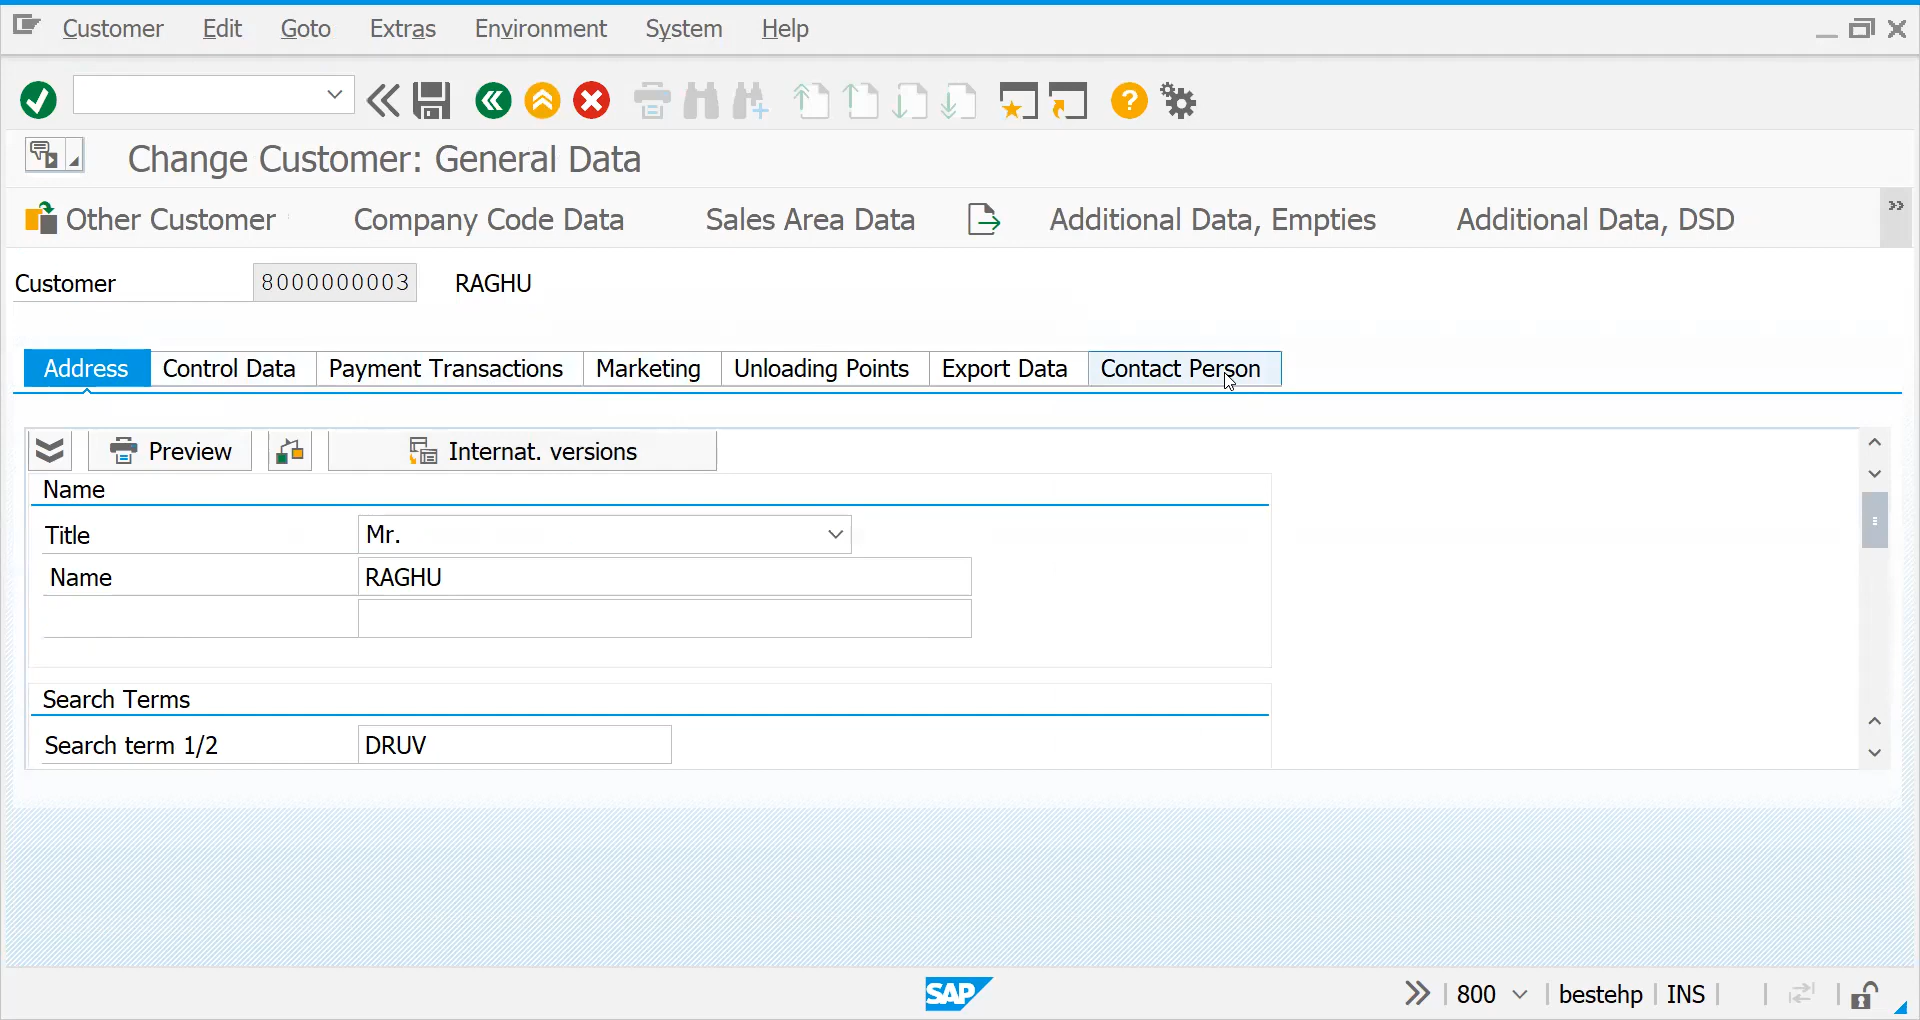 Customer Edit Goto Extras Environment System Help
Change Customer: General Data
Other Customer Company Code Data Sales Area Data Additional Data, Empties Additional Data, DSD
Customer 8000000003 RAGHU
Address Control Data Payment Transactions Marketing Unloading Points Export Data Contact Person
Preview Internat. versions
Name
Title Mr.
Name RAGHU
Search Terms
Search term 1/2 DRUV
SAP 800 bestehp INS